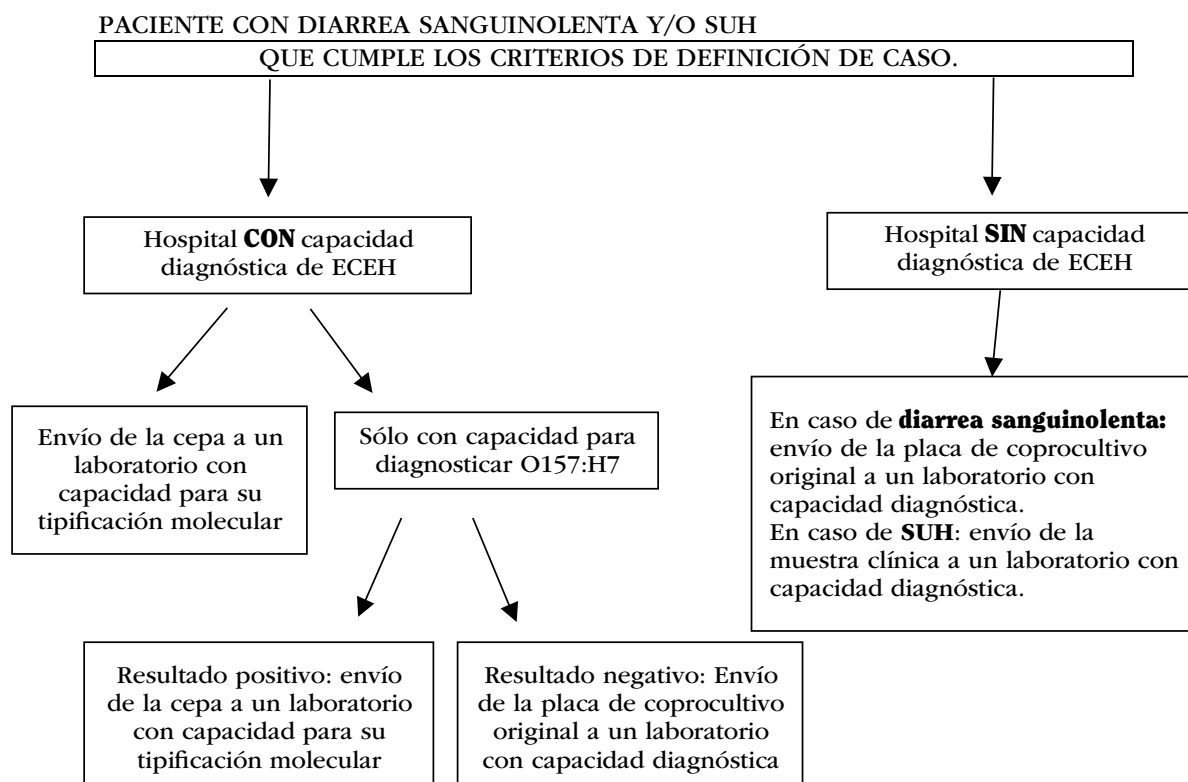 PACIENTE CON DIARREA SANGUINOLENTA Y/O SUH
QUE CUMPLE LOS CRITERIOS DE DEFINICIÓN DE CASO.
Hospital CON capacidad
diagnóstica de ECEH
Hospital SIN capacidad
diagnóstica de ECEH
Envío de la cepa a un
laboratorio con
capacidad para su
tipificación molecular
Sólo con capacidad para
diagnosticar O157:H7
En caso de diarrea sanguinolenta:
envío de la placa de coprocultivo
original a un laboratorio con
capacidad diagnóstica.
En caso de SUH: envío de la
muestra clínica a un laboratorio con
capacidad diagnóstica.
Resultado positivo: envío
de la cepa a un laboratorio
con capacidad para su
tipificación molecular
Resultado negativo: Envío
de la placa de coprocultivo
original a un laboratorio
con capacidad diagnóstica